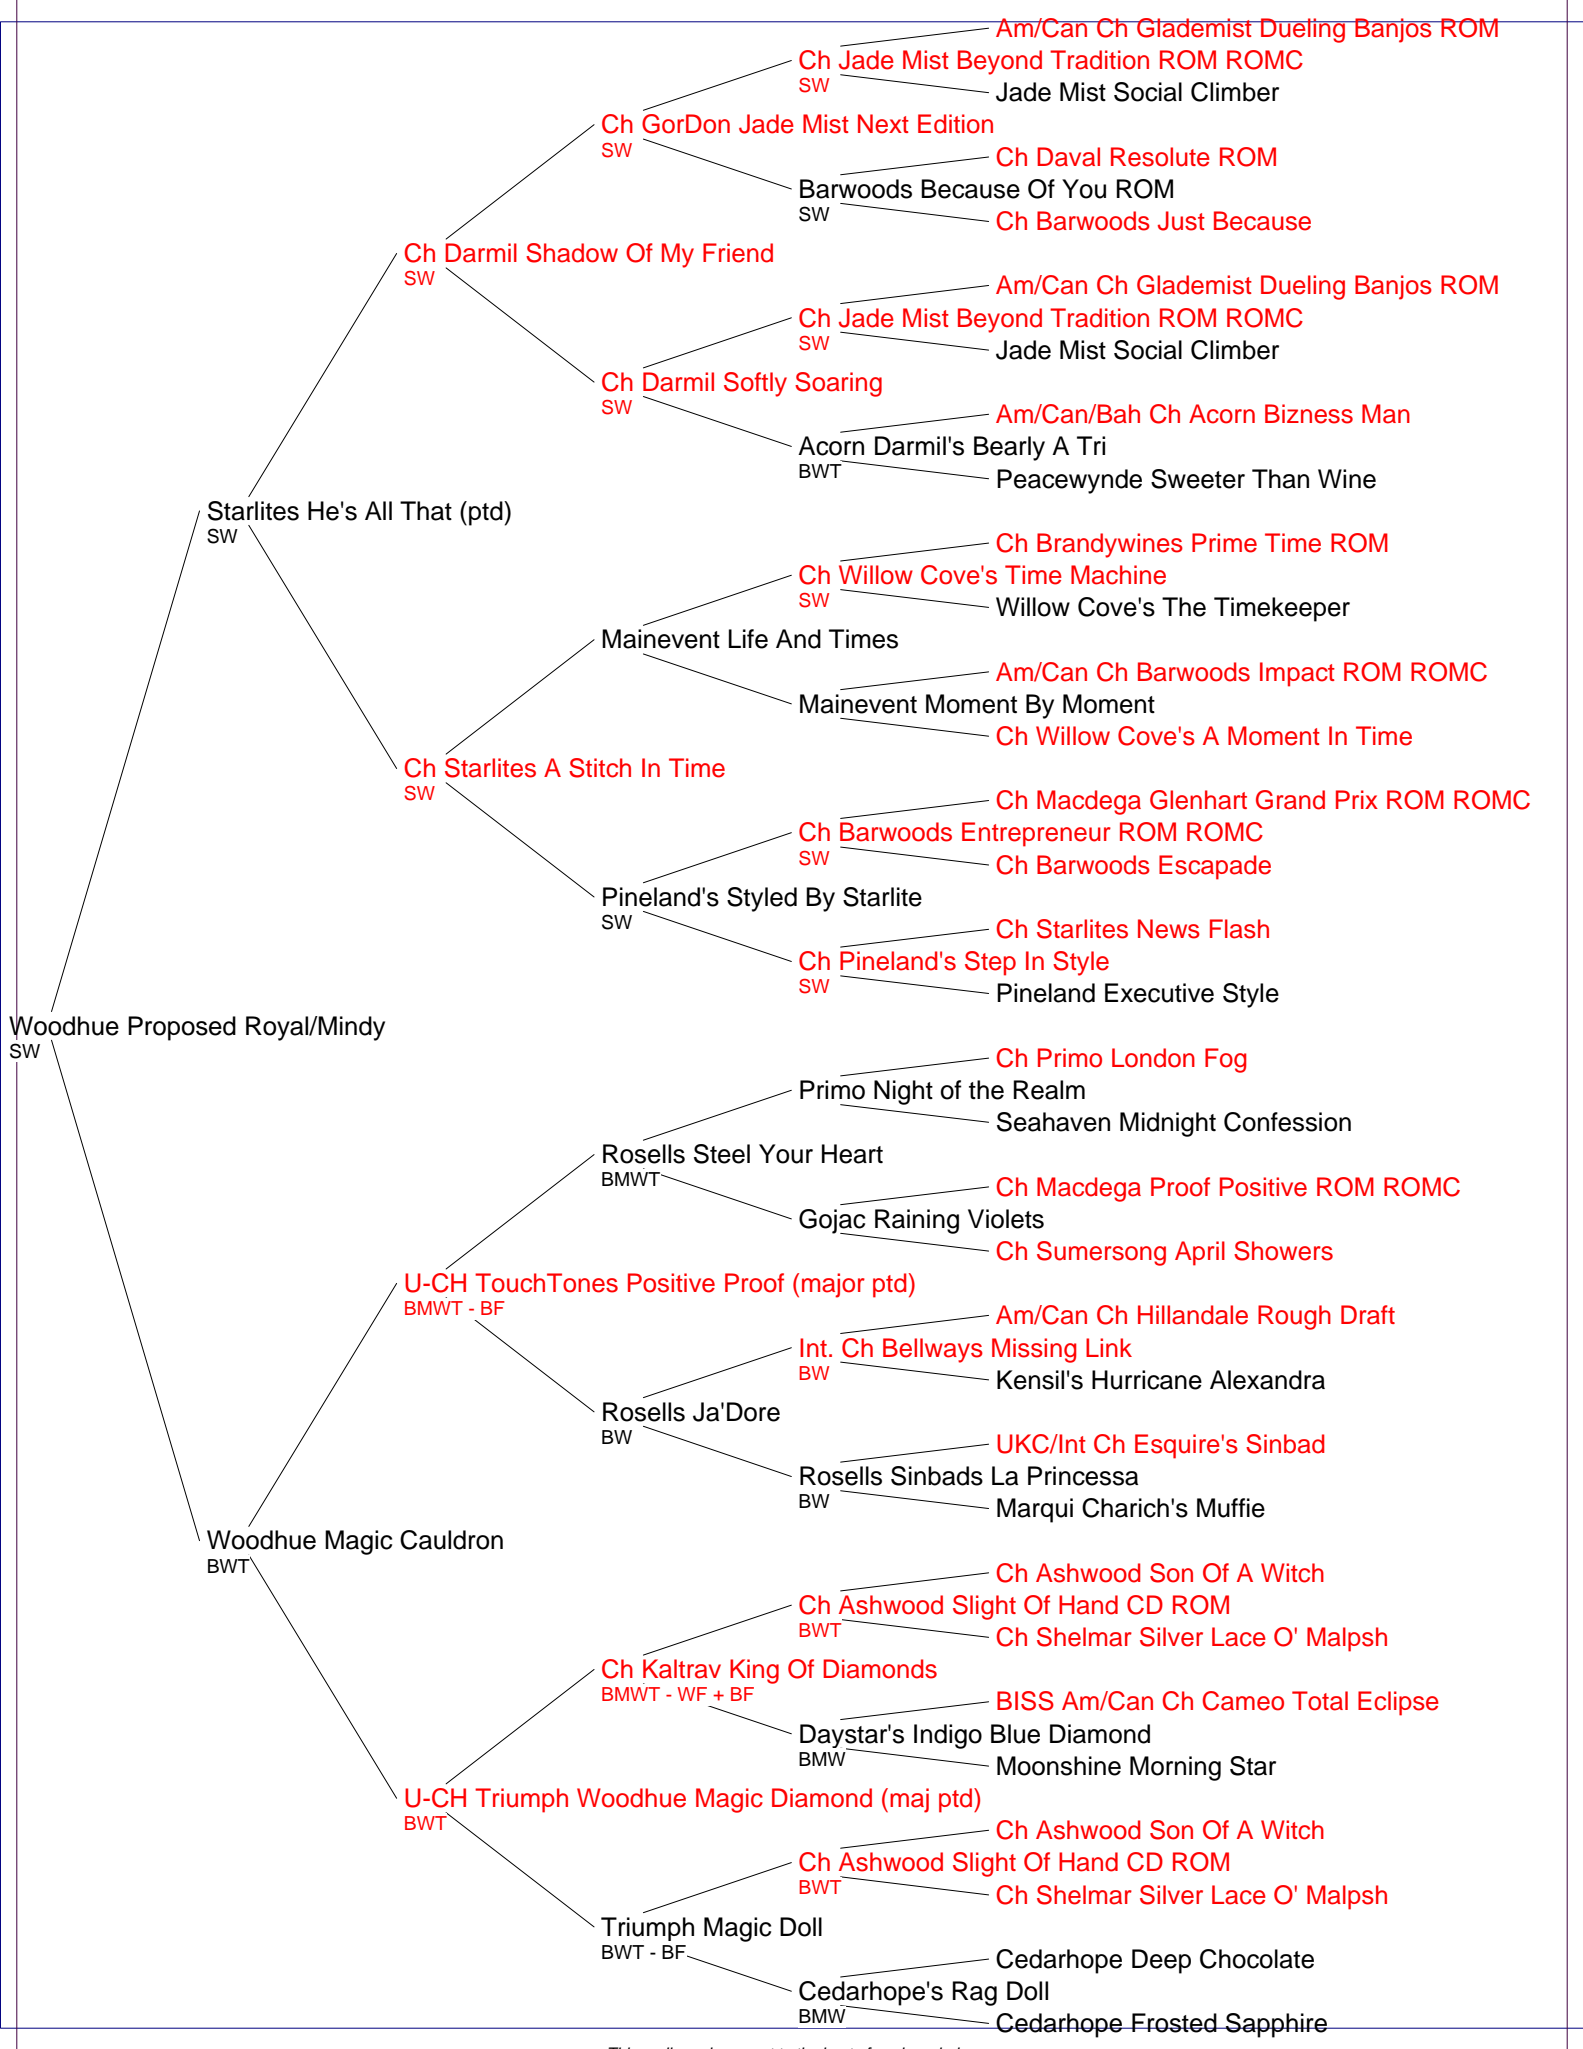 Am/Can Ch Glademist Dueling Banjos ROM
Ch Jade Mist Beyond Tradition ROM ROMC
SW
Jade Mist Social Climber
Ch GorDon Jade Mist Next Edition
SW
Ch Daval Resolute ROM
Barwoods Because Of You ROM
SW
Ch Barwoods Just Because
Ch Darmil Shadow Of My Friend
SW
Am/Can Ch Glademist Dueling Banjos ROM
Ch Jade Mist Beyond Tradition ROM ROMC
SW
Jade Mist Social Climber
Ch Darmil Softly Soaring
SW
Am/Can/Bah Ch Acorn Bizness Man
Acorn Darmil's Bearly A Tri
BWT
Peacewynde Sweeter Than Wine
Starlites He's All That (ptd)
SW
Ch Brandywines Prime Time ROM
Ch Willow Cove's Time Machine
SW
Willow Cove's The Timekeeper
Mainevent Life And Times
Am/Can Ch Barwoods Impact ROM ROMC
Mainevent Moment By Moment
Ch Willow Cove's A Moment In Time
Ch Starlites A Stitch In Time
SW
Ch Macdega Glenhart Grand Prix ROM ROMC
Ch Barwoods Entrepreneur ROM ROMC
SW
Ch Barwoods Escapade
Pineland's Styled By Starlite
SW
Ch Starlites News Flash
Ch Pineland's Step In Style
SW
Pineland Executive Style
Woodhue Proposed Royal/Mindy
SW
Ch Primo London Fog
Primo Night of the Realm
Seahaven Midnight Confession
Rosells Steel Your Heart
BMWT
Ch Macdega Proof Positive ROM ROMC
Gojac Raining Violets
Ch Sumersong April Showers
U-CH TouchTones Positive Proof (major ptd)
BMWT - BF
Am/Can Ch Hillandale Rough Draft
Int. Ch Bellways Missing Link
BW
Kensil's Hurricane Alexandra
Rosells Ja'Dore
BW
UKC/Int Ch Esquire's Sinbad
Rosells Sinbads La Princessa
BW
Marqui Charich's Muffie
Woodhue Magic Cauldron
BWT
Ch Ashwood Son Of A Witch
Ch Ashwood Slight Of Hand CD ROM
BWT
Ch Shelmar Silver Lace O' Malpsh
Ch Kaltrav King Of Diamonds
BMWT - WF + BF
BISS Am/Can Ch Cameo Total Eclipse
Daystar's Indigo Blue Diamond
BMW
Moonshine Morning Star
U-CH Triumph Woodhue Magic Diamond (maj ptd)
BWT
Ch Ashwood Son Of A Witch
Ch Ashwood Slight Of Hand CD ROM
BWT
Ch Shelmar Silver Lace O' Malpsh
Triumph Magic Doll
BWT - BF
Cedarhope Deep Chocolate
Cedarhope's Rag Doll
BMW
Cedarhope Frosted Sapphire